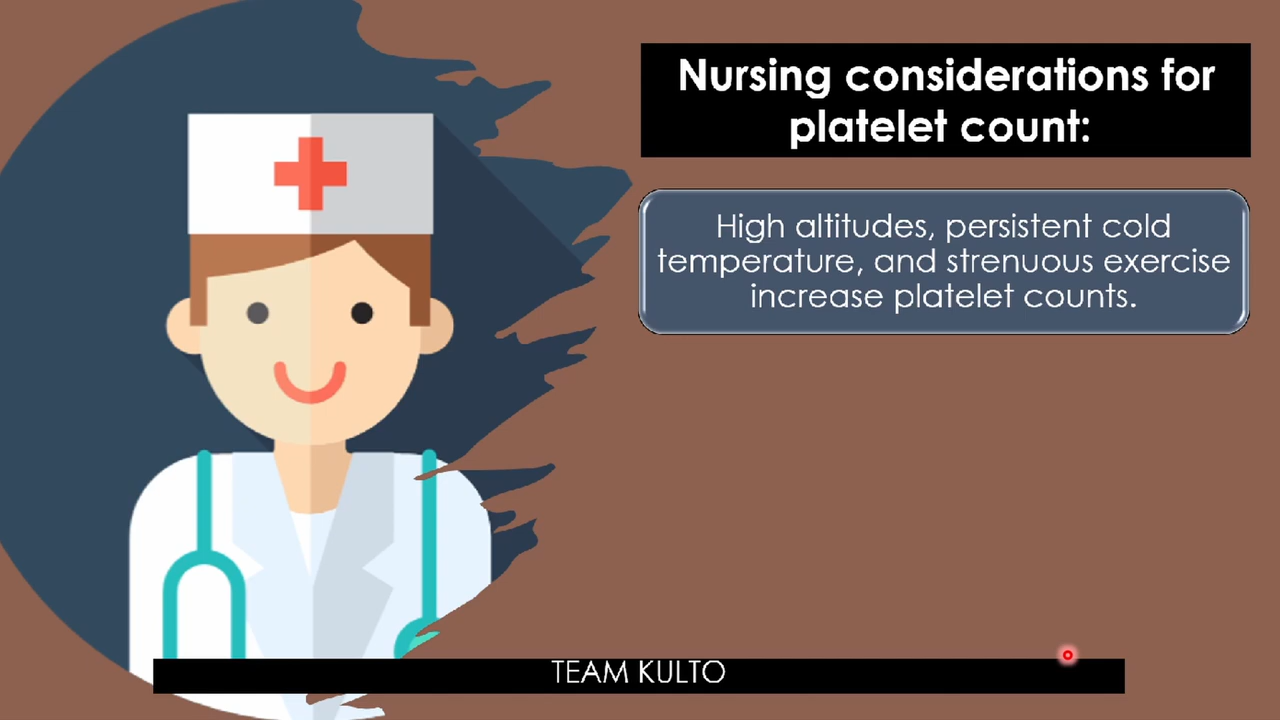 Nursing considerations for
platelet count:
High altitudes, persistent cold
temperature, and strenuous exercise
increase platelet counts.
TEAM KULTO